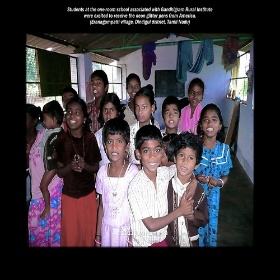 Students at the one-room school associated with Gandhigram Rural Institute
were excited to receive the neon glitter pens from America.
(Eranagampatti village, Dindigul district, Tamil Nadu)